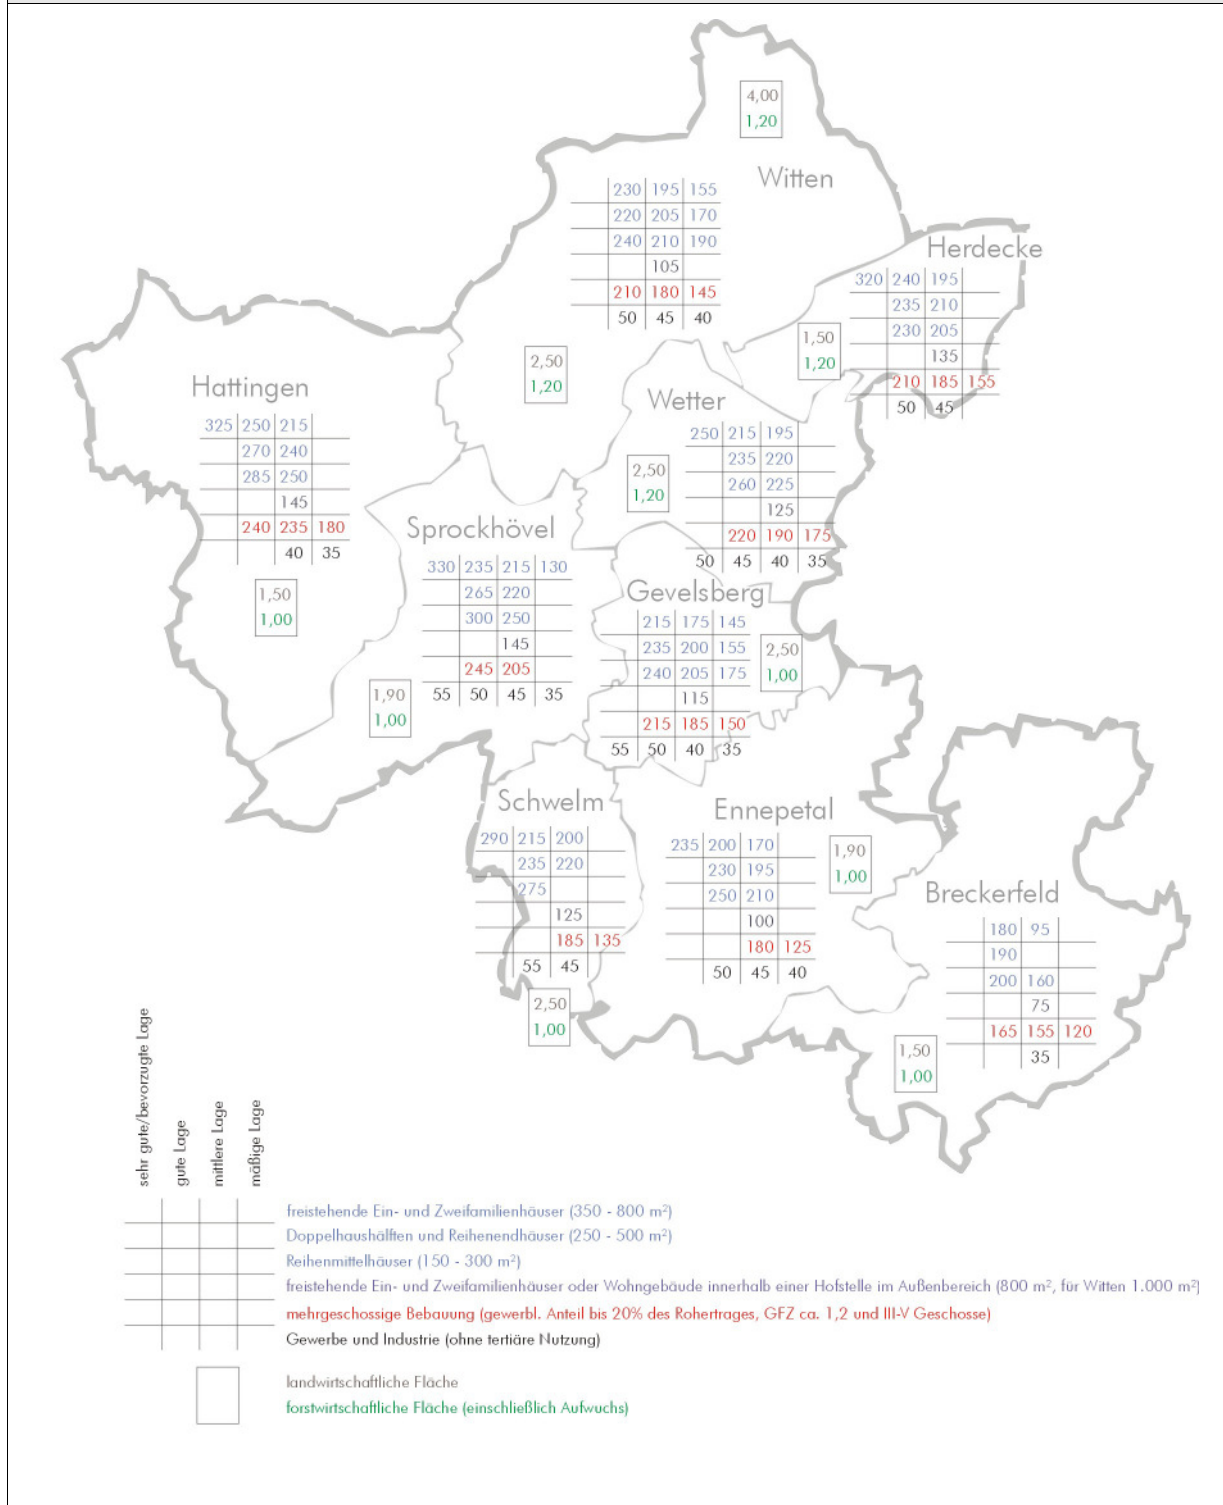 4,00
1,20
Witten
230 195 155
220 205 170
240 210 190
105
210 180 145
50 45 40
2,50
1,20
Herdecke
320 240 195
235 210
230 205
135
210 185 155
50 45
1,50
1,20
Hattingen
325 250 215
270 240
285 250
145
240 235 180
40 35
1,50
1,00
Wetter
250 215 195
235 220
260 225
125
220 190 175
50 45 40 35
2,50
1,20
Sprockhövel
330 235 215 130
265 220
300 250
145
245 205
55 50 45 35
1,90
1,00
Gevelsberg
215 175 145
235 200 155
240 205 175
115
215 185 150
55 50 40 35
2,50
1,00
Schwelm
290 215 200
235 220
275
125
185 135
55 45
2,50
1,00
Ennepetal
235 200 170
230 195
250 210
100
180 125
50 45 40
1,90
1,00
Breckerfeld
180 95
190
200 160
75
165 155 120
35
1,50
1,00
sehr gute/bevorzugte Lage
gute Lage
mittlere Lage
mäßige Lage
freistehende Ein- und Zweifamilienhäuser (350 - 800 m²)
Doppelhaushälften und Reihenendhäuser (250 - 500 m²)
Reihenmittelhäuser (150 - 300 m²)
freistehende Ein- und Zweifamilienhäuser oder Wohngebäude innerhalb einer Hofstelle im Außenbereich (800 m², für Witten 1.000 m²)
mehrgeschossige Bebauung (gewerbl. Anteil bis 20% des Rohertrages, GFZ ca. 1,2 und III-V Geschosse)
Gewerbe und Industrie (ohne tertiäre Nutzung)
landwirtschaftliche Fläche
forstwirtschaftliche Fläche (einschließlich Aufwuchs)